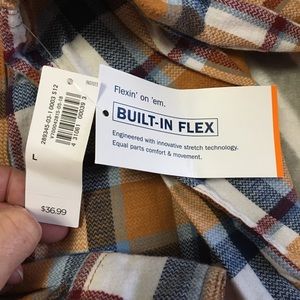 Flexin' on 'em.
BUILT-IN FLEX
Engineered with innovative stretch technology.
Equal parts comfort & movement.
L
$36.99